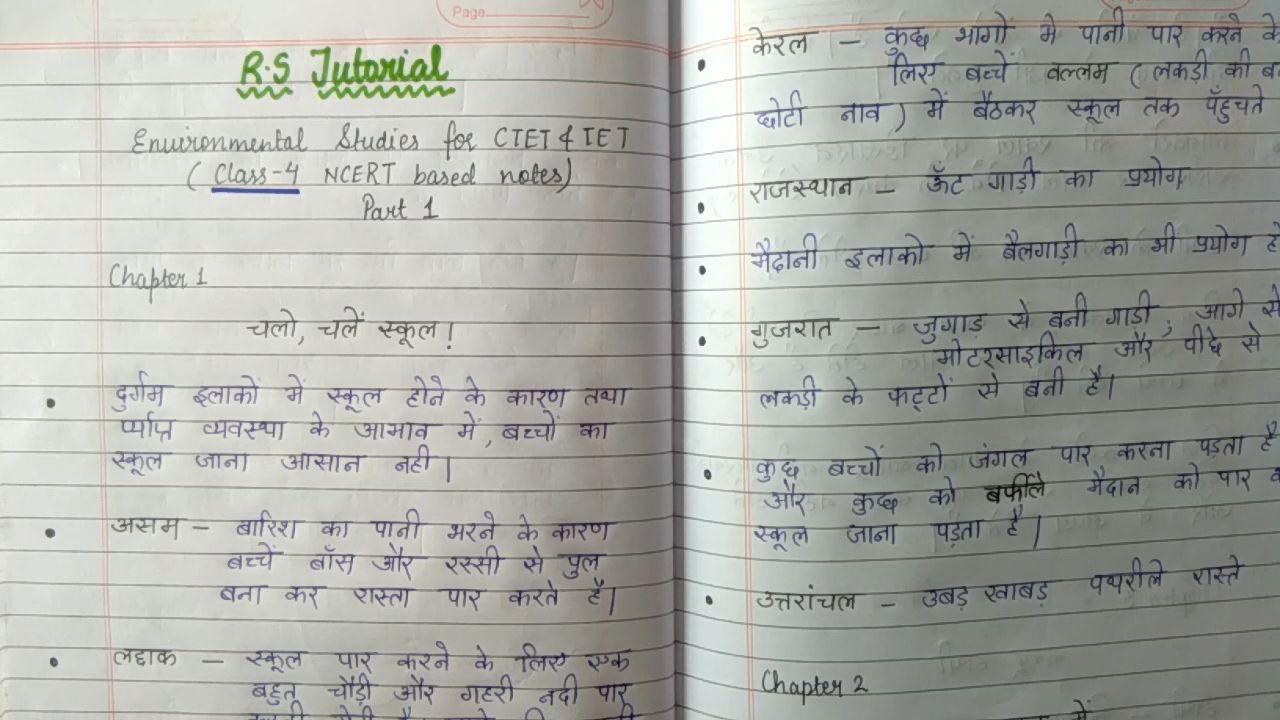 Page
R.S Tutorial
Environmental Studies for CTET & TET
(Class-4 NCERT based notes)
Part 1
Chapter 1
चलो, चलें स्कूल!
• दुर्गम इलाकों में स्कूल होने के कारण तथा
र्प्याप्त व्यवस्था के आभाव में, बच्चों का
स्कूल जाना आसान नही।
• असम – बारिश का पानी भरने के कारण
बच्चें बाँस और रस्सी से पुल
बना कर रास्ता पार करते है।
• लद्दाक – स्कूल पार करने के लिए एक
बहुत चौड़ी और गहरी नदी पार
• केरल – कुछ भागों मे पानी पार करने के
लिए बच्चें वल्लम (लकड़ी की
छोटी नाव) में बैठकर स्कूल तक पँहुचते
• राजस्थान – ऊँट गाड़ी का प्रयोग
• मैदानी इलाको में बैलगाड़ी का भी प्रयोग
• गुजरात – जुगाड़ से बनी गाड़ी, आगे से
मोटरसाइकिल और पीछे से
लकड़ी के फट्टों से बनी है।
• कुछ बच्चों को जंगल पार करना पड़ता है
और कुछ को बर्फीले मैदान को पार
स्कूल जाना पड़ता है।
• उत्तरांचल – उबड़ खाबड़ पथरीले रास्ते
Chapter 2